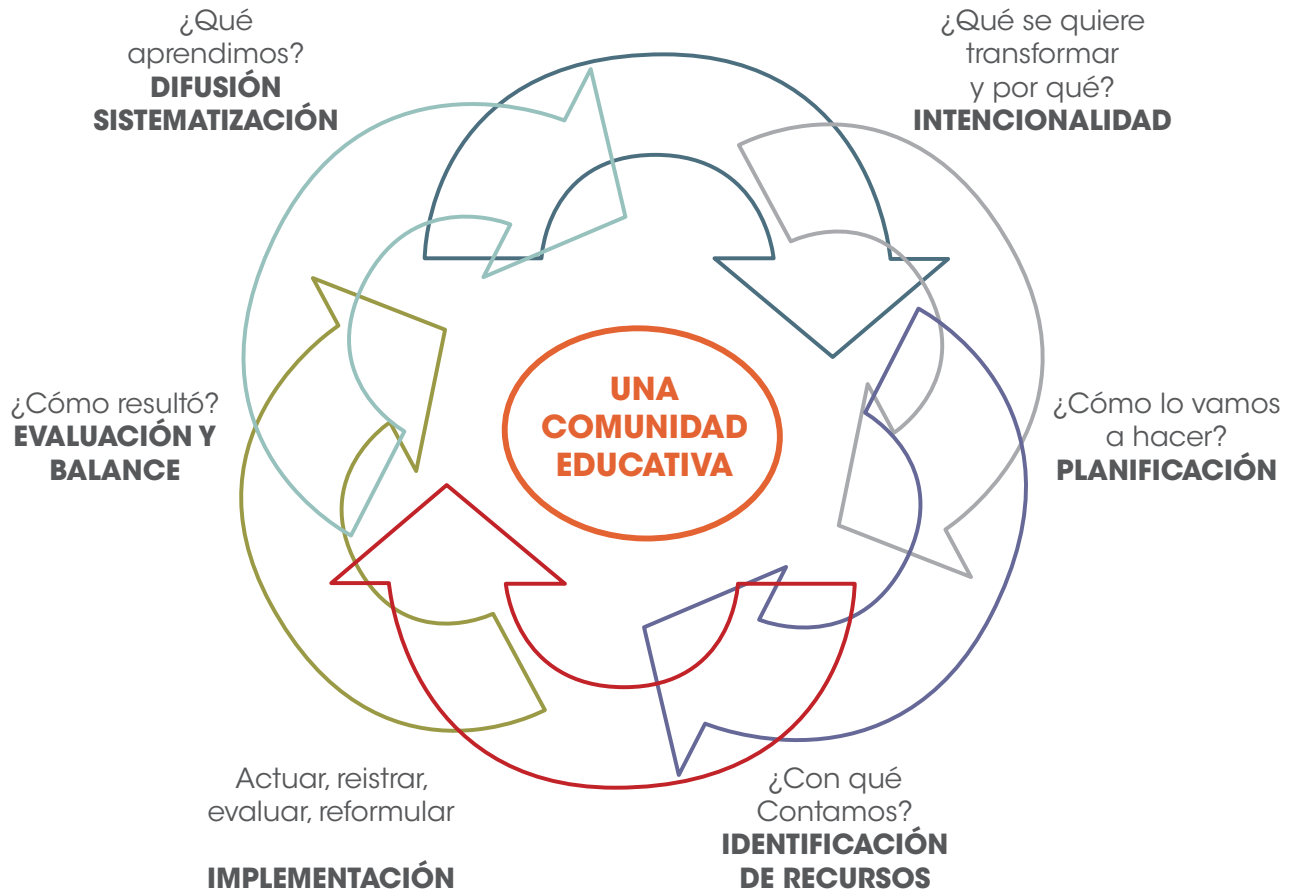 ¿Qué
aprendimos?
DIFUSIÓN
SISTEMATIZACIÓN
¿Qué se quiere
transformar
y por qué?
INTENCIONALIDAD
¿Cómo resultó?
EVALUACIÓN Y
BALANCE
UNA
COMUNIDAD
EDUCATIVA
¿Cómo lo vamos
a hacer?
PLANIFICACIÓN
Actuar, reistrar,
evaluar, reformular
IMPLEMENTACIÓN
¿Con qué
Contamos?
IDENTIFICACIÓN
DE RECURSOS